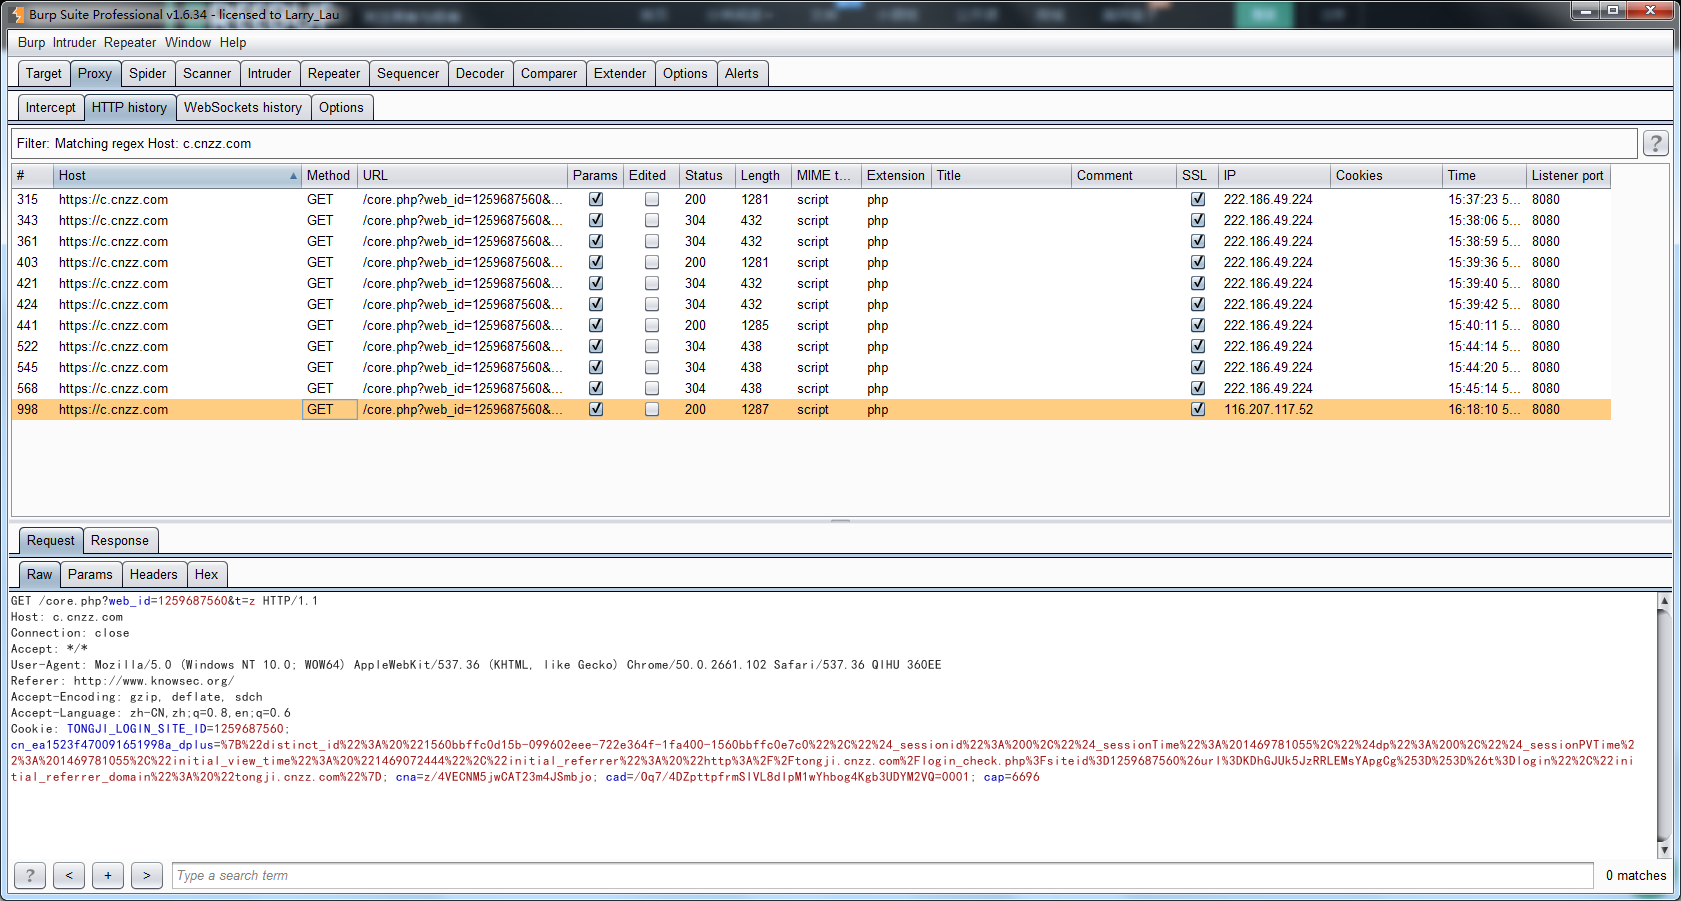 Burp Suite Professional v1.6.34 - licensed to Larry_Lau
Burp Intruder Repeater Window Help
Target Proxy Spider Scanner Intruder Repeater Sequencer Decoder Comparer Extender Options Alerts
Intercept HTTP history WebSockets history Options
Filter: Matching regex Host: c.cnzz.com ?
# Host Method URL Params Edited Status Length MIME t... Extension Title Comment SSL IP Cookies Time Listener port
315 https://c.cnzz.com GET /core.php?web_id=1259687560&... 200 1281 script php 222.186.49.224 15:37:23 5... 8080
343 https://c.cnzz.com GET /core.php?web_id=1259687560&... 304 432 script php 222.186.49.224 15:38:06 5... 8080
361 https://c.cnzz.com GET /core.php?web_id=1259687560&... 304 432 script php 222.186.49.224 15:38:59 5... 8080
403 https://c.cnzz.com GET /core.php?web_id=1259687560&... 200 1281 script php 222.186.49.224 15:39:36 5... 8080
421 https://c.cnzz.com GET /core.php?web_id=1259687560&... 304 432 script php 222.186.49.224 15:39:40 5... 8080
424 https://c.cnzz.com GET /core.php?web_id=1259687560&... 304 432 script php 222.186.49.224 15:39:42 5... 8080
441 https://c.cnzz.com GET /core.php?web_id=1259687560&... 200 1285 script php 222.186.49.224 15:40:11 5... 8080
522 https://c.cnzz.com GET /core.php?web_id=1259687560&... 304 438 script php 222.186.49.224 15:44:14 5... 8080
545 https://c.cnzz.com GET /core.php?web_id=1259687560&... 304 438 script php 222.186.49.224 15:44:20 5... 8080
568 https://c.cnzz.com GET /core.php?web_id=1259687560&... 304 438 script php 222.186.49.224 15:45:14 5... 8080
998 https://c.cnzz.com GET /core.php?web_id=1259687560&... 200 1287 script php 116.207.117.52 16:18:10 5... 8080
Request Response
Raw Params Headers Hex
GET /core.php?web_id=1259687560&t=z HTTP/1.1
Host: c.cnzz.com
Connection: close
Accept: */*
User-Agent: Mozilla/5.0 (Windows NT 10.0; WOW64) AppleWebKit/537.36 (KHTML, like Gecko) Chrome/50.0.2661.102 Safari/537.36 QIHU 360EE
Referer: http://www.knowsec.org/
Accept-Encoding: gzip, deflate, sdch
Accept-Language: zh-CN,zh;q=0.8,en;q=0.6
Cookie: TONGJI_LOGIN_SITE_ID=1259687560;
cn_ea1523f470091651998a_dplus=%7B%22distinct_id%22%3A%20%221560bbffc0d15b-099602eee-722e364f-1fa400-1560bbffc0e7c0%22%2C%22%24_sessionid%22%3A%200%2C%22%24_sessionTime%22%3A%201469781055%2C%22%24dp%22%3A%200%2C%22%24_sessionPVTime%2
2%3A%201469781055%2C%22initial_view_time%22%3A%20%221469072444%22%2C%22initial_referrer%22%3A%20%22http%3A%2F%2Ftongji.cnzz.com%2Flogin_check.php%3Fsiteid%3D1259687560%26url%3DKDhGJUk5JzRRLEMsYApgCg%253D%253D%26t%3Dlogin%22%2C%22ini
tial_referrer_domain%22%3A%20%22tongji.cnzz.com%22%7D; cna=z/4VECNM5jwCAT23m4JSmbjo; cad=/0q7/4DZpttpfrmSlVL8dlpM1wYhbog4Kgb3UDYM2VQ=0001; cap=6696
? < + > Type a search term 0 matches